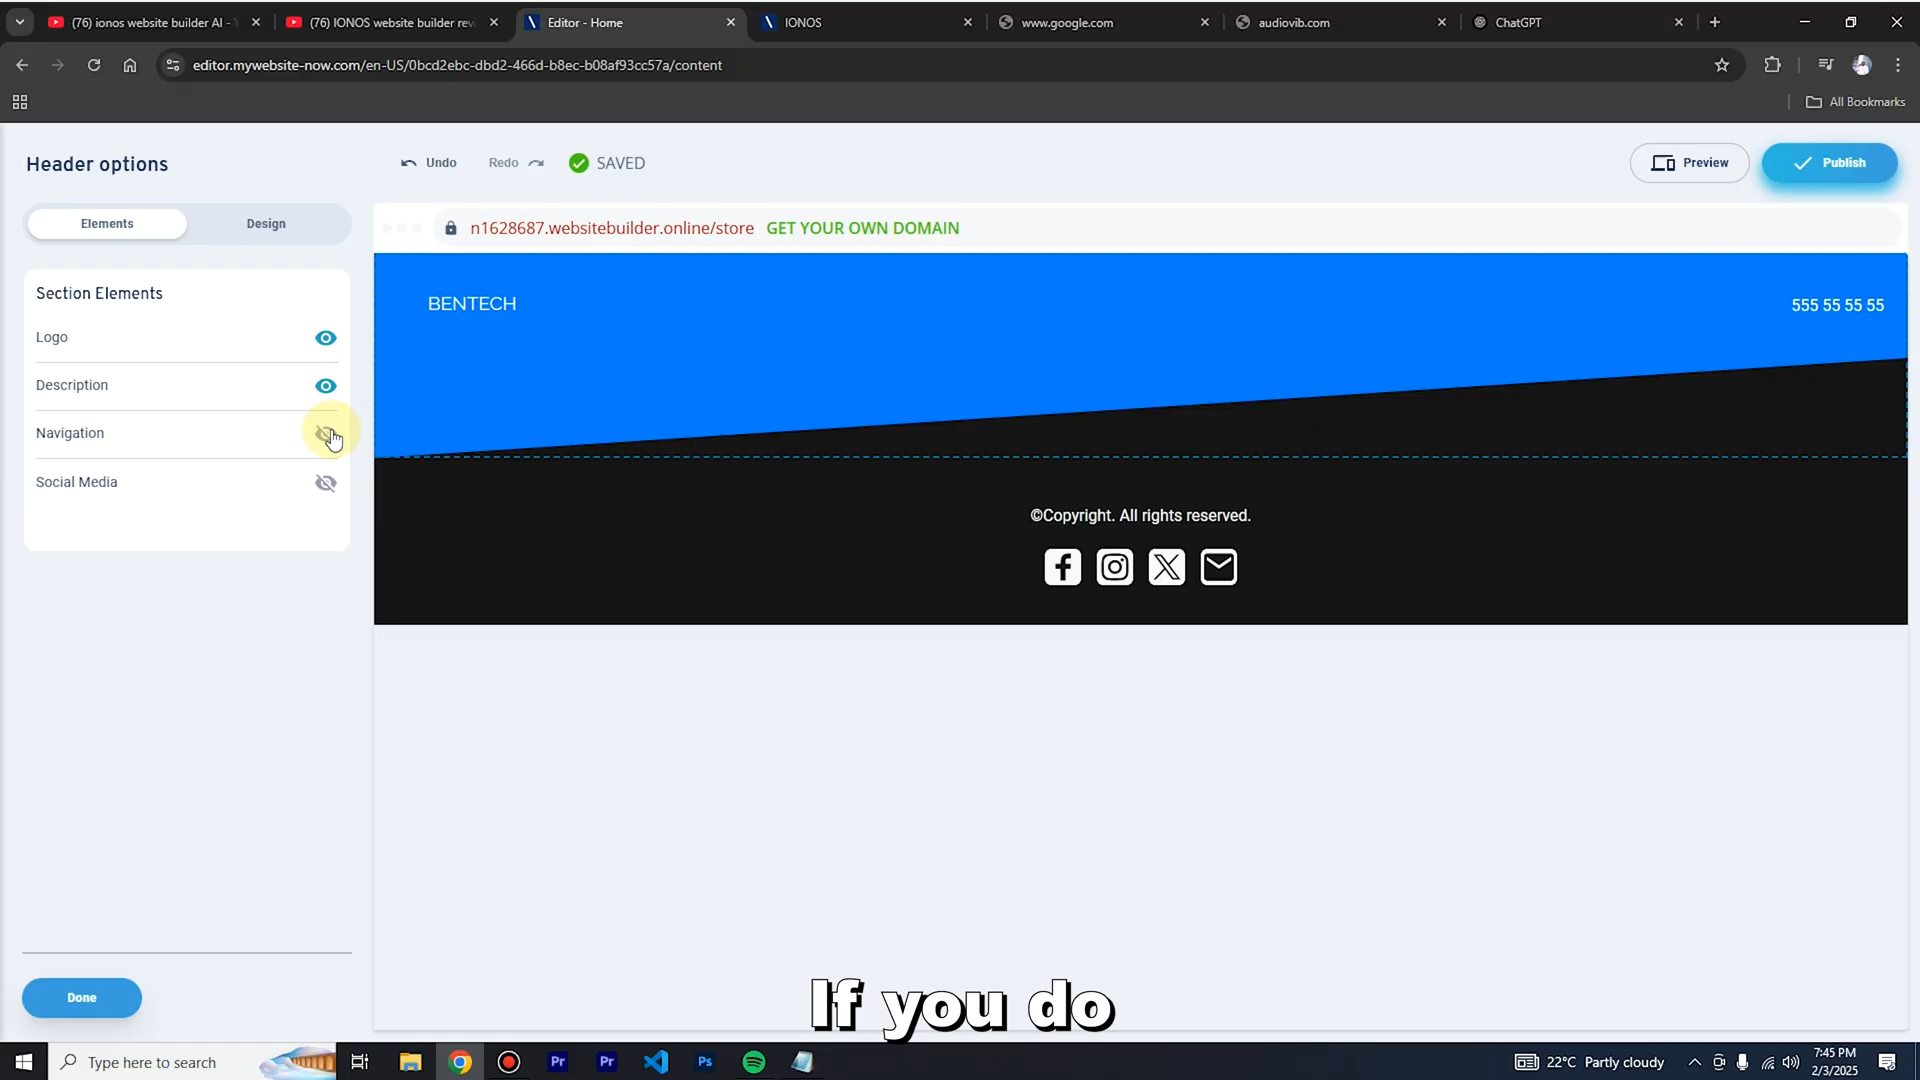 (76) ionos website builder AI -
(76) IONOS website builder rev
Editor - Home
IONOS
www.google.com
audiovib.com
ChatGPT
editor.mywebsite-now.com/en-US/0bcd2ebc-dbd2-466d-b8ec-b08af93cc57a/content
All Bookmarks
Header options
Undo
Redo
SAVED
Preview
Publish
Elements
Design
n1628687.websitebuilder.online/store GET YOUR OWN DOMAIN
Section Elements
Logo
Description
Navigation
Social Media
BENTECH
555 55 55 55
©Copyright. All rights reserved.
Done
If you do
Type here to search
Pr
Pr
Ps
22°C Partly cloudy
7:45 PM
2/3/2025